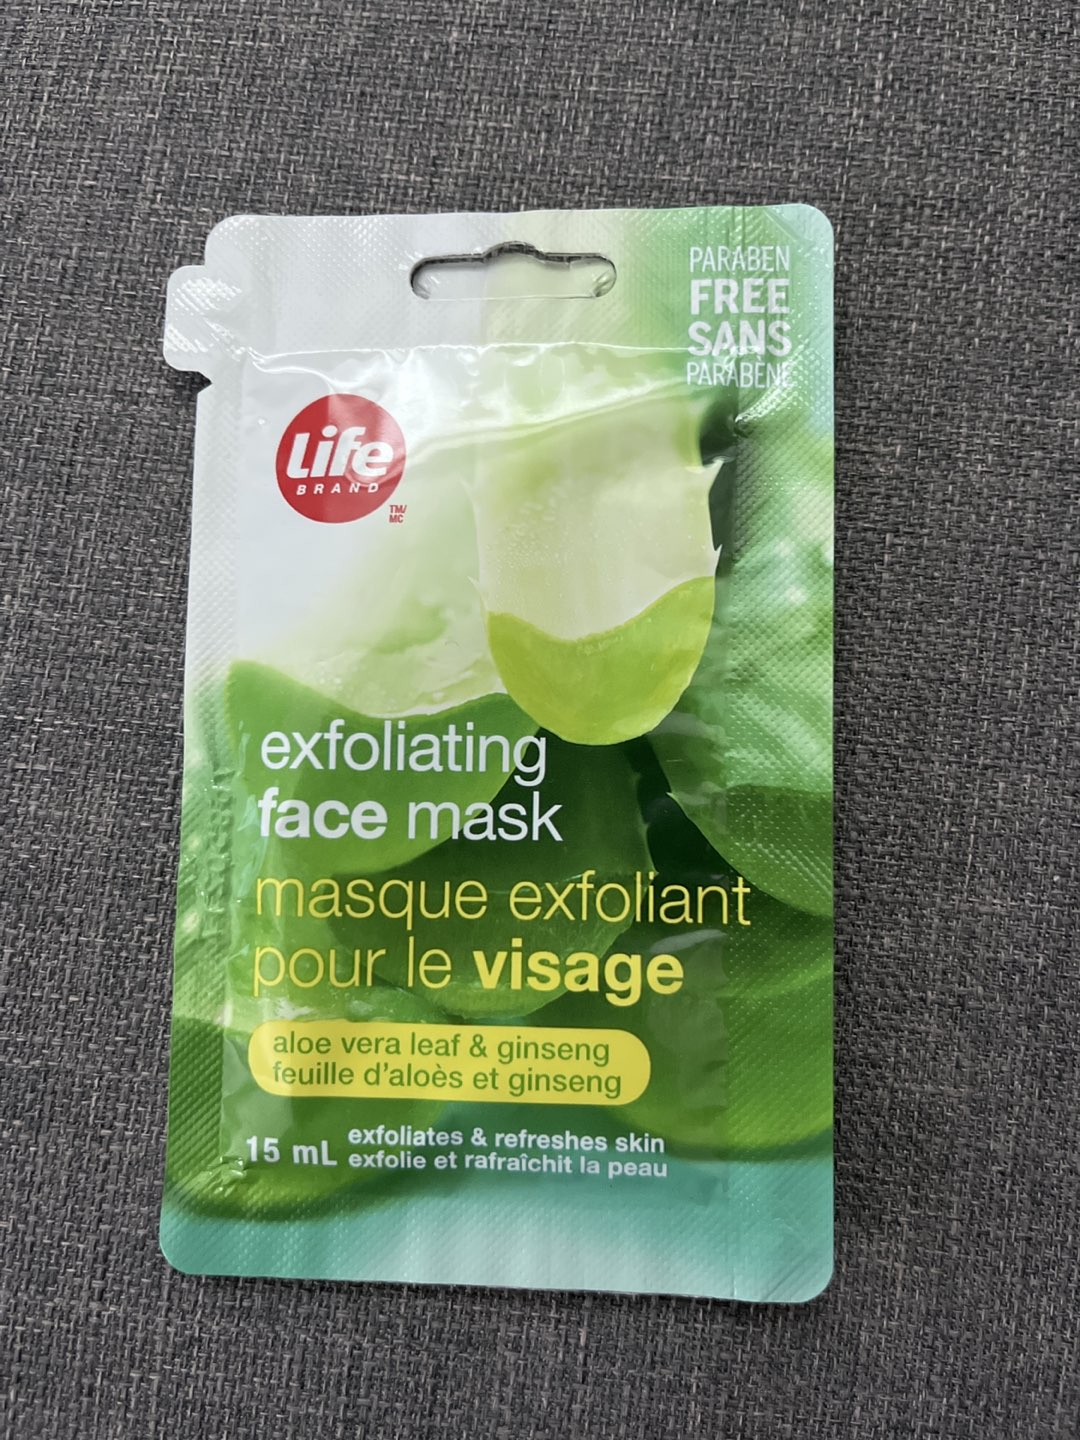 PARABEN
FREE
SANS
PARABÈNE
Life
BRAND
TM/
MC
exfoliating
face mask
masque exfoliant
pour le visage
aloe vera leaf & ginseng
feuille d'aloès et ginseng
15 mL
exfoliates & refreshes skin
exfolie et rafraîchit la peau